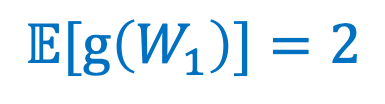 𝔼[g(𝑊₁)] = 2